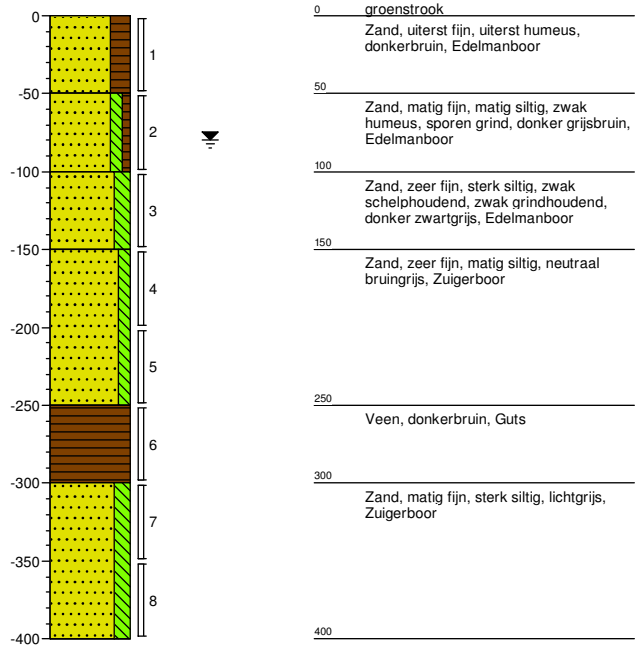 0
-50
-100
-150
-200
-250
-300
-350
-400
1
2
3
4
5
6
7
8
0
groenstrook
Zand, uiterst fijn, uiterst humeus,
donkerbruin, Edelmanboor
50
Zand, matig fijn, matig siltig, zwak
humeus, sporen grind, donker grijsbruin,
Edelmanboor
100
Zand, zeer fijn, sterk siltig, zwak
schelphoudend, zwak grindhoudend,
donker zwartgrijs, Edelmanboor
150
Zand, zeer fijn, matig siltig, neutraal
bruingrijs, Zuigerboor
250
Veen, donkerbruin, Guts
300
Zand, matig fijn, sterk siltig, lichtgrijs,
Zuigerboor
400